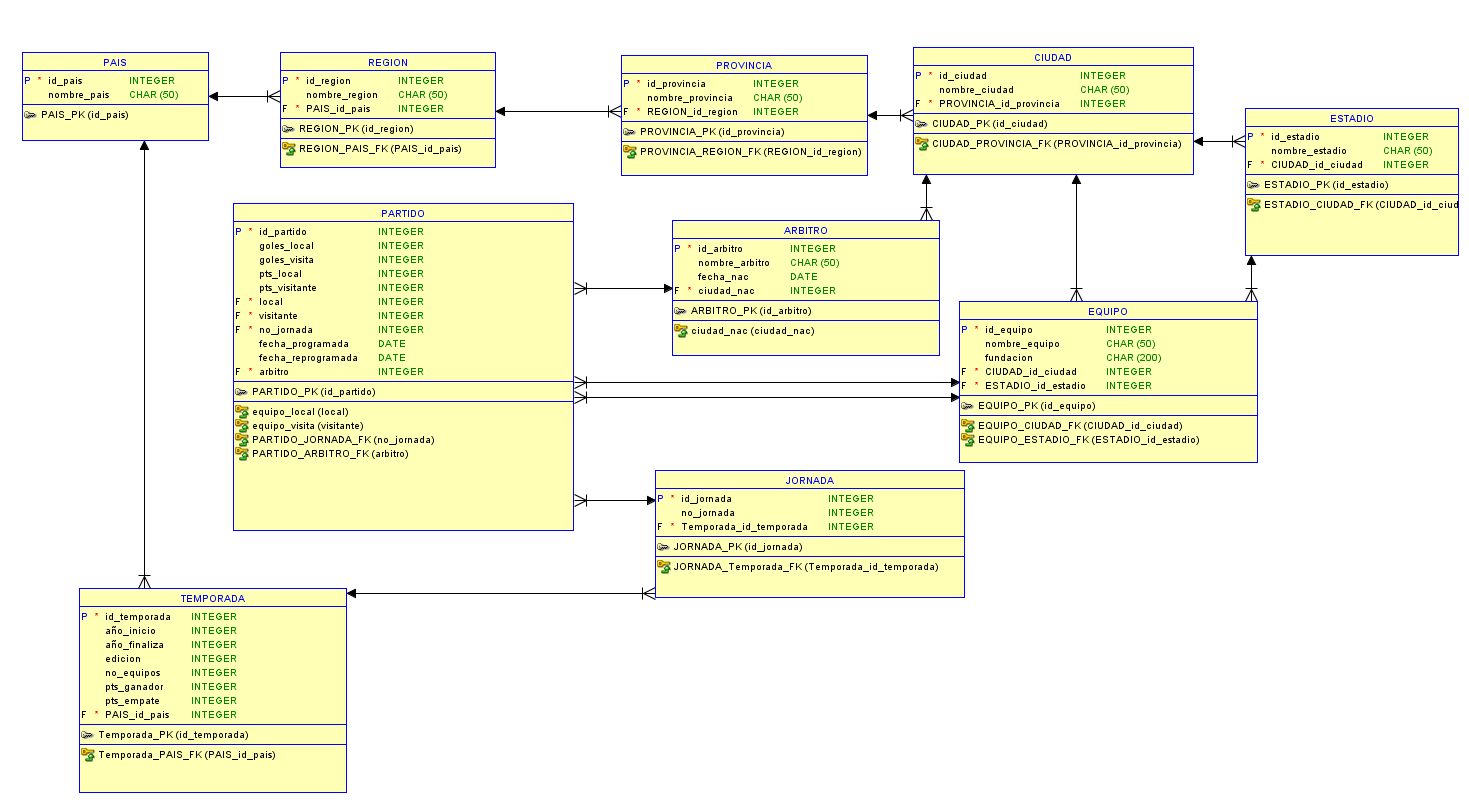 PAIS
P * id_pais INTEGER
nombre_pais CHAR (50)
PAIS_PK (id_pais)
REGION
P * id_region INTEGER
nombre_region CHAR (50)
F * PAIS_id_pais INTEGER
REGION_PK (id_region)
REGION_PAIS_FK (PAIS_id_pais)
PROVINCIA
P * id_provincia INTEGER
nombre_provincia CHAR (50)
F * REGION_id_region INTEGER
PROVINCIA_PK (id_provincia)
PROVINCIA_REGION_FK (REGION_id_region)
CIUDAD
P * id_ciudad INTEGER
nombre_ciudad CHAR (50)
F * PROVINCIA_id_provincia INTEGER
CIUDAD_PK (id_ciudad)
CIUDAD_PROVINCIA_FK (PROVINCIA_id_provincia)
ESTADIO
P * id_estadio INTEGER
nombre_estadio CHAR (50)
F * CIUDAD_id_ciudad INTEGER
ESTADIO_PK (id_estadio)
ESTADIO_CIUDAD_FK (CIUDAD_id_ciud
PARTIDO
P * id_partido INTEGER
goles_local INTEGER
goles_visita INTEGER
pts_local INTEGER
pts_visitante INTEGER
F * local INTEGER
F * visitante INTEGER
F * no_jornada INTEGER
fecha_programada DATE
fecha_reprogramada DATE
F * arbitro INTEGER
PARTIDO_PK (id_partido)
equipo_local (local)
equipo_visita (visitante)
PARTIDO_JORNADA_FK (no_jornada)
PARTIDO_ARBITRO_FK (arbitro)
ARBITRO
P * id_arbitro INTEGER
nombre_arbitro CHAR (50)
fecha_nac DATE
F * ciudad_nac INTEGER
ARBITRO_PK (id_arbitro)
ciudad_nac (ciudad_nac)
EQUIPO
P * id_equipo INTEGER
nombre_equipo CHAR (50)
fundacion CHAR (200)
F * CIUDAD_id_ciudad INTEGER
F * ESTADIO_id_estadio INTEGER
EQUIPO_PK (id_equipo)
EQUIPO_CIUDAD_FK (CIUDAD_id_ciudad)
EQUIPO_ESTADIO_FK (ESTADIO_id_estadio)
JORNADA
P * id_jornada INTEGER
no_jornada INTEGER
F * Temporada_id_temporada INTEGER
JORNADA_PK (id_jornada)
JORNADA_Temporada_FK (Temporada_id_temporada)
TEMPORADA
P * id_temporada INTEGER
año_inicio INTEGER
año_finaliza INTEGER
edicion INTEGER
no_equipos INTEGER
pts_ganador INTEGER
pts_empate INTEGER
F * PAIS_id_pais INTEGER
Temporada_PK (id_temporada)
Temporada_PAIS_FK (PAIS_id_pais)